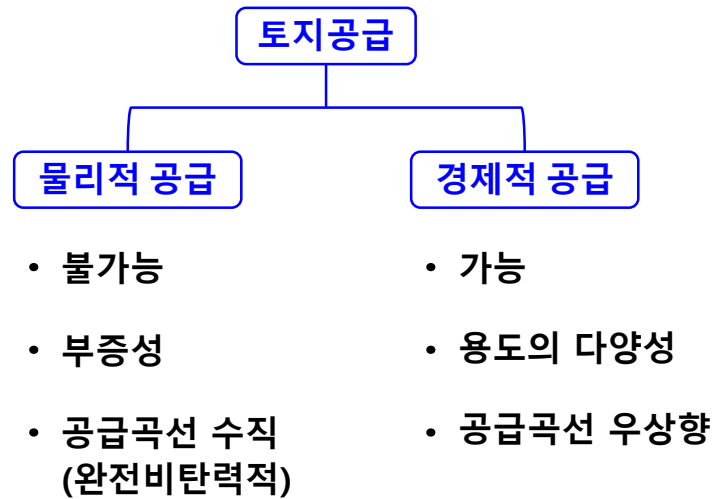 토지공급
물리적 공급
경제적 공급
• 불가능
• 부증성
• 공급곡선 수직
(완전비탄력적)
• 가능
• 용도의 다양성
• 공급곡선 우상향